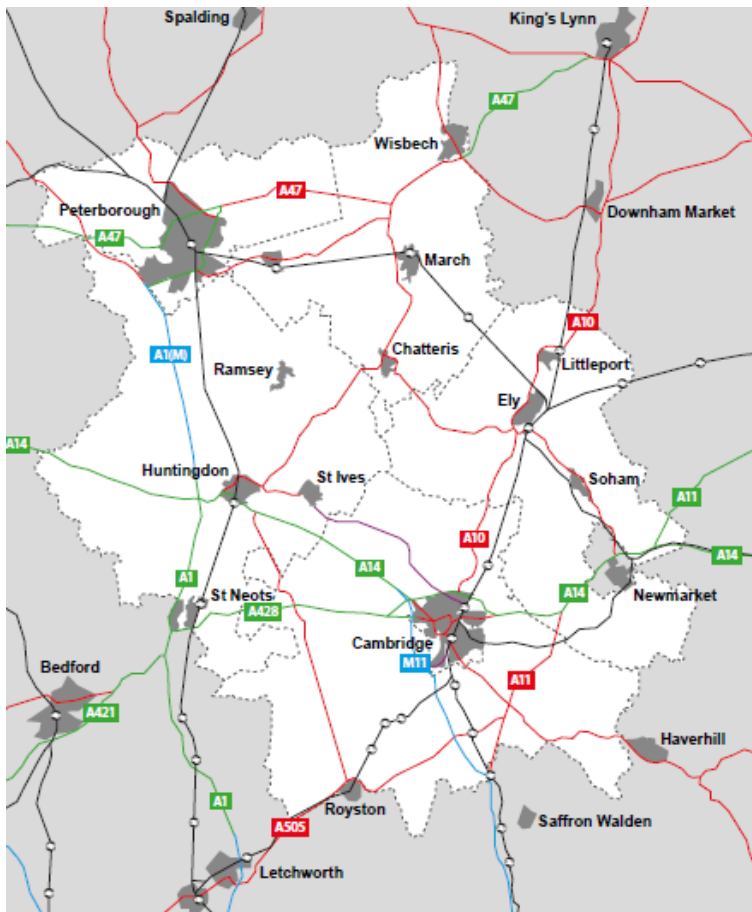 Spalding
King's Lynn
A47
Wisbech
A47
Peterborough
Downham Market
A47
March
A10
A1(M)
Chatteris
Littleport
Ramsey
Ely
A14
Huntingdon
St Ives
Soham
A11
A10
A14
A14
A1
St Neots
A14
Newmarket
A428
Cambridge
Bedford
M11
A11
A421
Haverhill
A1
Royston
Saffron Walden
A505
Letchworth